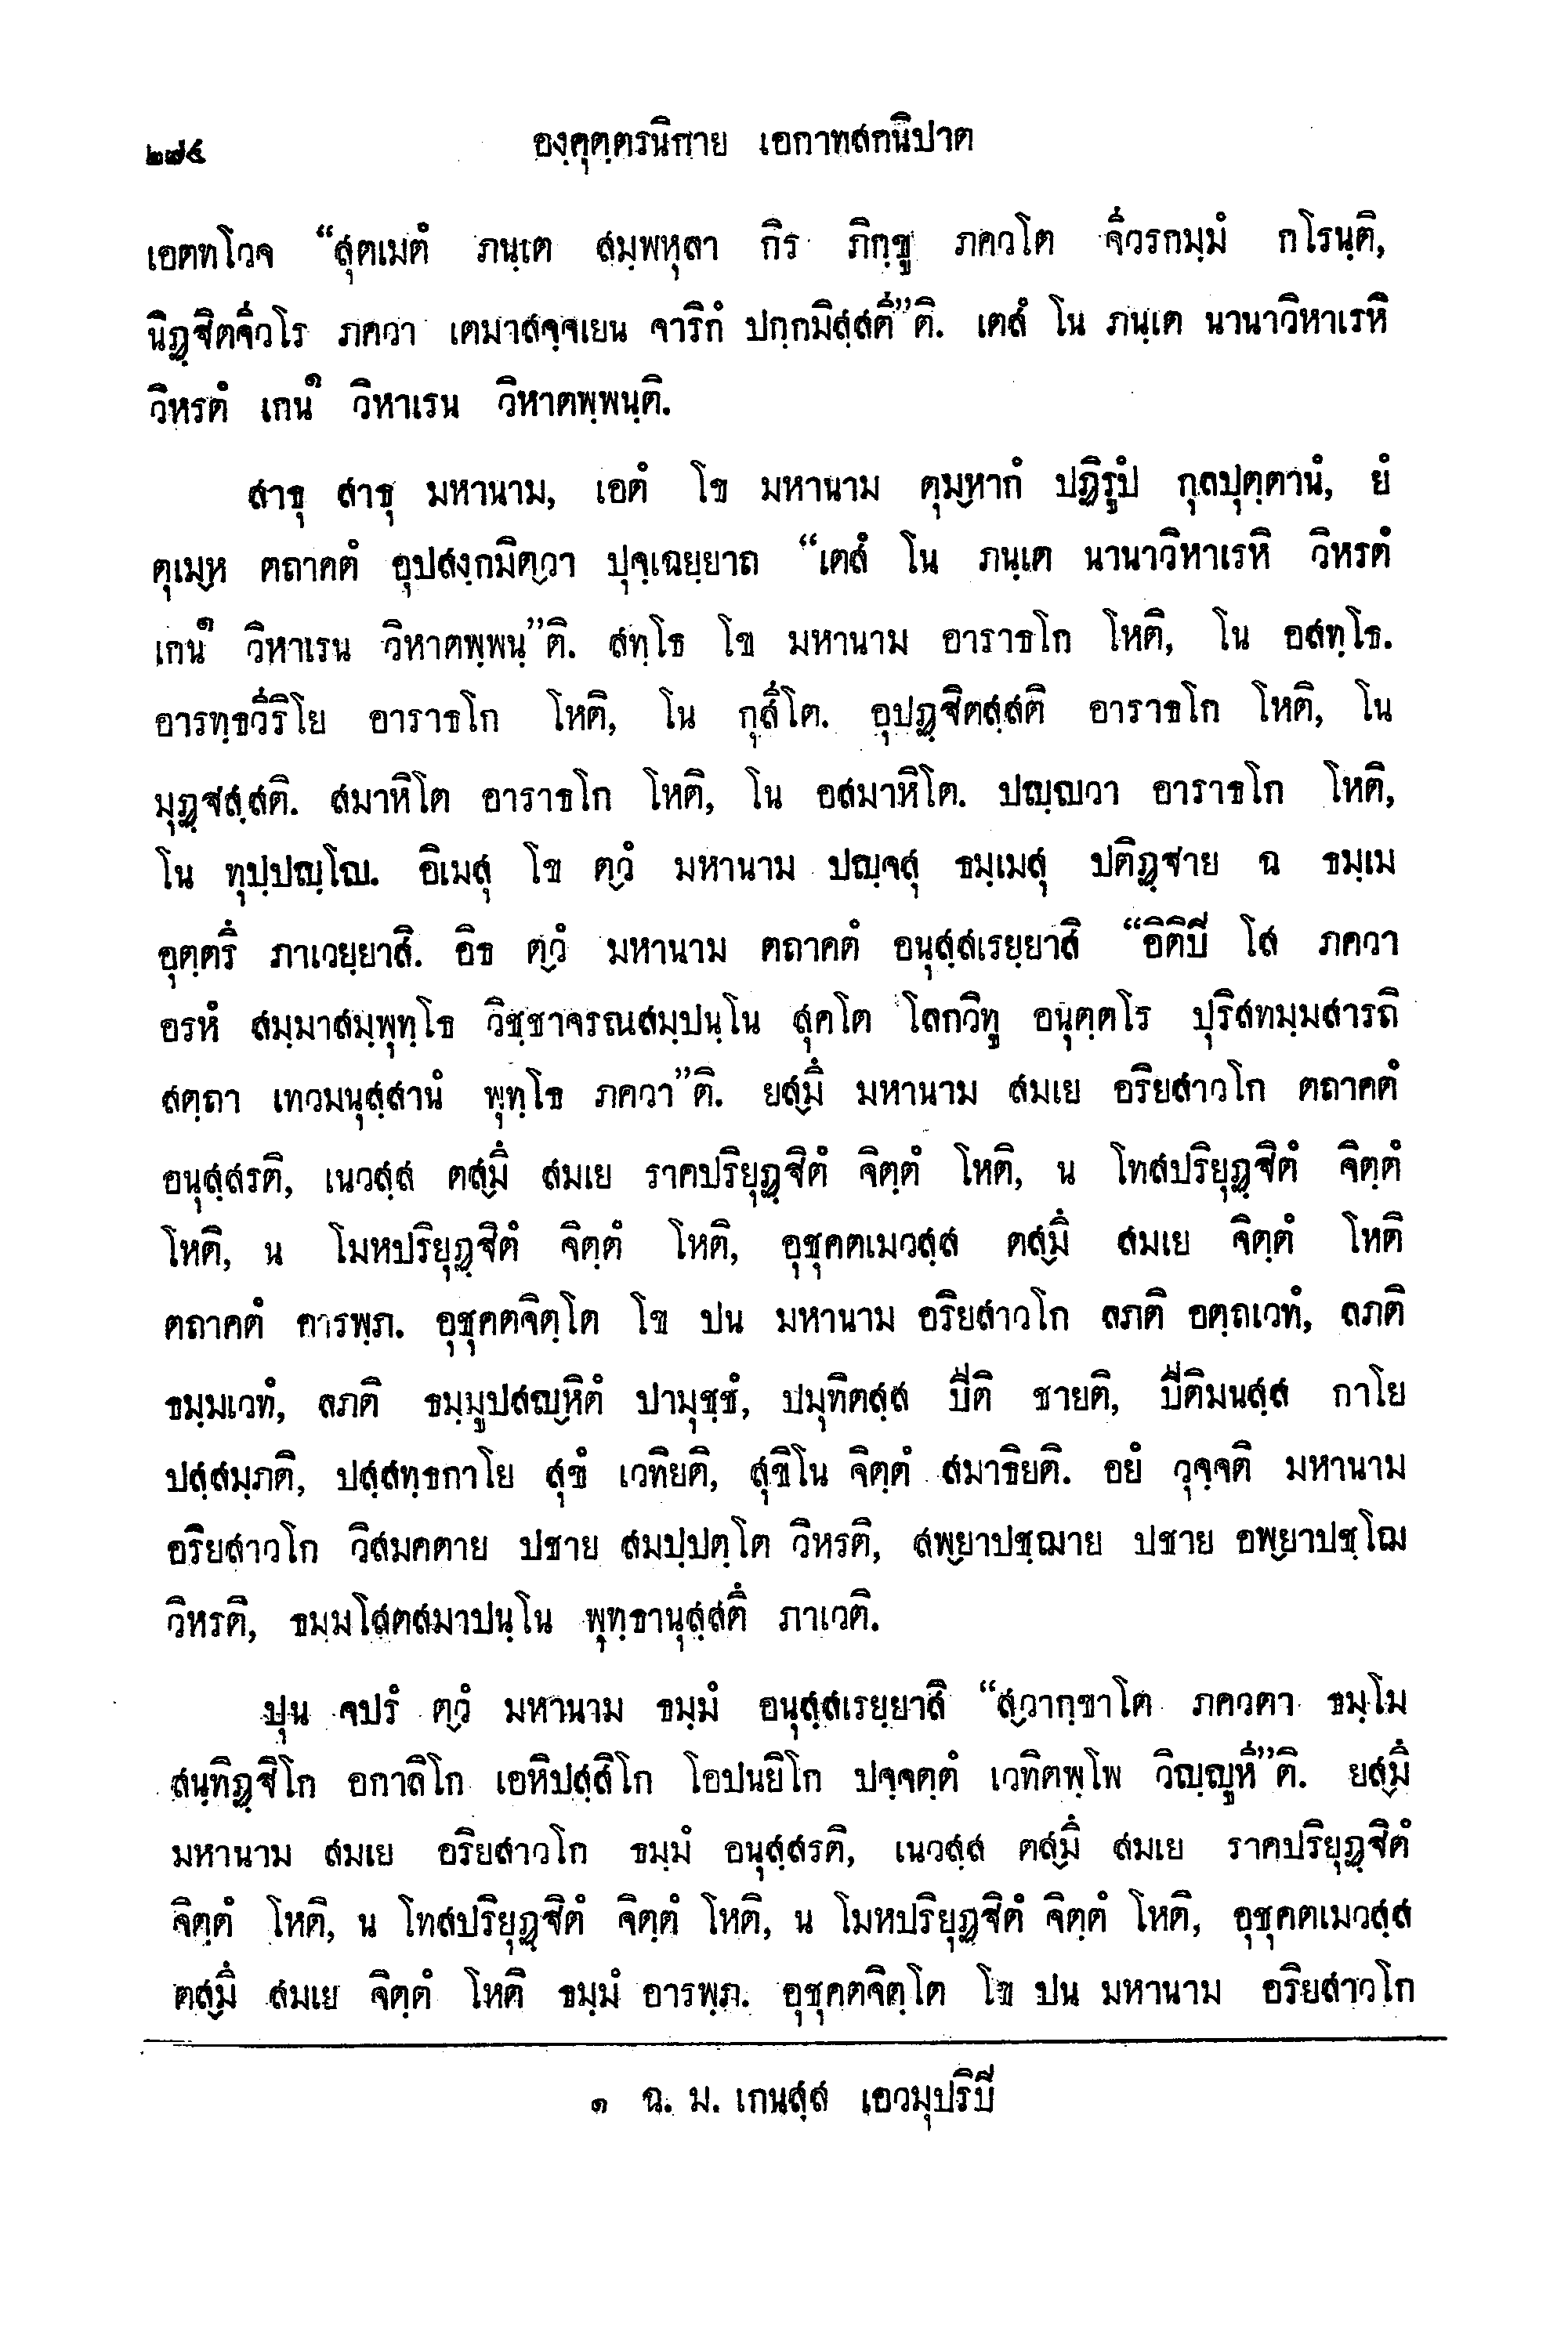 ๒๗๔ องฺคุตฺตรนิกาย เอกาทสกนิปาต
เอตทโวจ “สุตเมตํ ภนฺเต สมฺพหุลา กิร ภิกฺขู ภควโต จีวรกมฺมํ กโรนฺติ,
นิฏฺฐิตจีวโร ภควา เตมาสจฺจเยน จาริกํ ปกฺกมิสฺสตี”ติ. เตสํ โน ภนฺเต นานาวิหาเรหิ
วิหรตํ เกน๑ วิหาเรน วิหาตพฺพนฺติ.
สาธุ สาธุ มหานาม, เอตํ โข มหานาม ตุมฺหากํ ปฏิรูปํ กุลปุตฺตานํ, ยํ
ตุเมฺห ตถาคตํ อุปสงฺกมิตฺวา ปุจฺเฉยฺยาถ “เตสํ โน ภนฺเต นานาวิหาเรหิ วิหรตํ
เกน๑ วิหาเรน วิหาตพฺพนฺ”ติ. สทฺโธ โข มหานาม อาราธโก โหติ, โน อสทฺโธ.
อารทฺธวีริโย อาราธโก โหติ, โน กุสีโต. อุปฏฺฐิตสฺสติ อาราธโก โหติ, โน
มุฏฺฐสฺสติ. สมาหิโต อาราธโก โหติ, โน อสมาหิโต. ปญฺญวา อาราธโก โหติ,
โน ทุปฺปญฺโญ. อิเมสุ โข ตฺวํ มหานาม ปญฺจสุ ธมฺเมสุ ปติฏฺฐาย ฉ ธมฺเม
อุตฺตรึ ภาเวยฺยาสิ. อิธ ตฺวํ มหานาม ตถาคตํ อนุสฺสเรยฺยาสิ “อิติปิ โส ภควา
อรหํ สมฺมาสมฺพุทฺโธ วิชฺชาจรณสมฺปนฺโน สุคโต โลกวิทู อนุตฺตโร ปุริสทมฺมสารถิ
สตฺถา เทวมนุสฺสานํ พุทฺโธ ภควา”ติ. ยสฺมึ มหานาม สมเย อริยสาวโก ตถาคตํ
อนุสฺสรติ, เนวสฺส ตสฺมึ สมเย ราคปริยุฏฺฐิตํ จิตฺตํ โหติ, น โทสปริยุฏฺฐิตํ จิตฺตํ
โหติ, น โมหปริยุฏฺฐิตํ จิตฺตํ โหติ, อุชุคตเมวสฺส ตสฺมึ สมเย จิตฺตํ โหติ
ตถาคตํ อารพฺภ. อุชุคตจิตฺโต โข ปน มหานาม อริยสาวโก ลภติ อตฺถเวทํ, ลภติ
ธมฺมเวทํ, ลภติ ธมฺมูปสญฺหิตํ ปามุชฺชํ, ปมุทิตสฺส ปีติ ชายติ, ปีติมนสฺส กาโย
ปสฺสมฺภติ, ปสฺสทฺธกาโย สุขํ เวทิยติ, สุขิโน จิตฺตํ สมาธิยติ. อยํ วุจฺจติ มหานาม
อริยสาวโก วิสมคตาย ปชาย สมปฺปตฺโต วิหรติ, สพฺยาปชฺฌาย ปชาย อพฺยาปชฺโฌ
วิหรติ, ธมฺมโสตสมาปนฺโน พุทฺธานุสฺสตึ ภาเวติ.
ปุน จปรํ ตฺวํ มหานาม ธมฺมํ อนุสฺสเรยฺยาสิ “สฺวากฺขาโต ภควตา ธมฺโม
สนฺทิฏฺฐิโก อกาลิโก เอหิปสฺสิโก โอปนยิโก ปจฺจตฺตํ เวทิตพฺโพ วิญฺญูหี”ติ. ยสฺมึ
มหานาม สมเย อริยสาวโก ธมฺมํ อนุสฺสรติ, เนวสฺส ตสฺมึ สมเย ราคปริยุฏฺฐิตํ
จิตฺตํ โหติ, น โทสปริยุฏฺฐิตํ จิตฺตํ โหติ, น โมหปริยุฏฺฐิตํ จิตฺตํ โหติ, อุชุคตเมวสฺส
ตสฺมึ สมเย จิตฺตํ โหติ ธมฺมํ อารพฺภ. อุชุคตจิตฺโต โข ปน มหานาม อริยสาวโก
๑ ฉ. ม. เกนสฺส เอวมุปริปิ